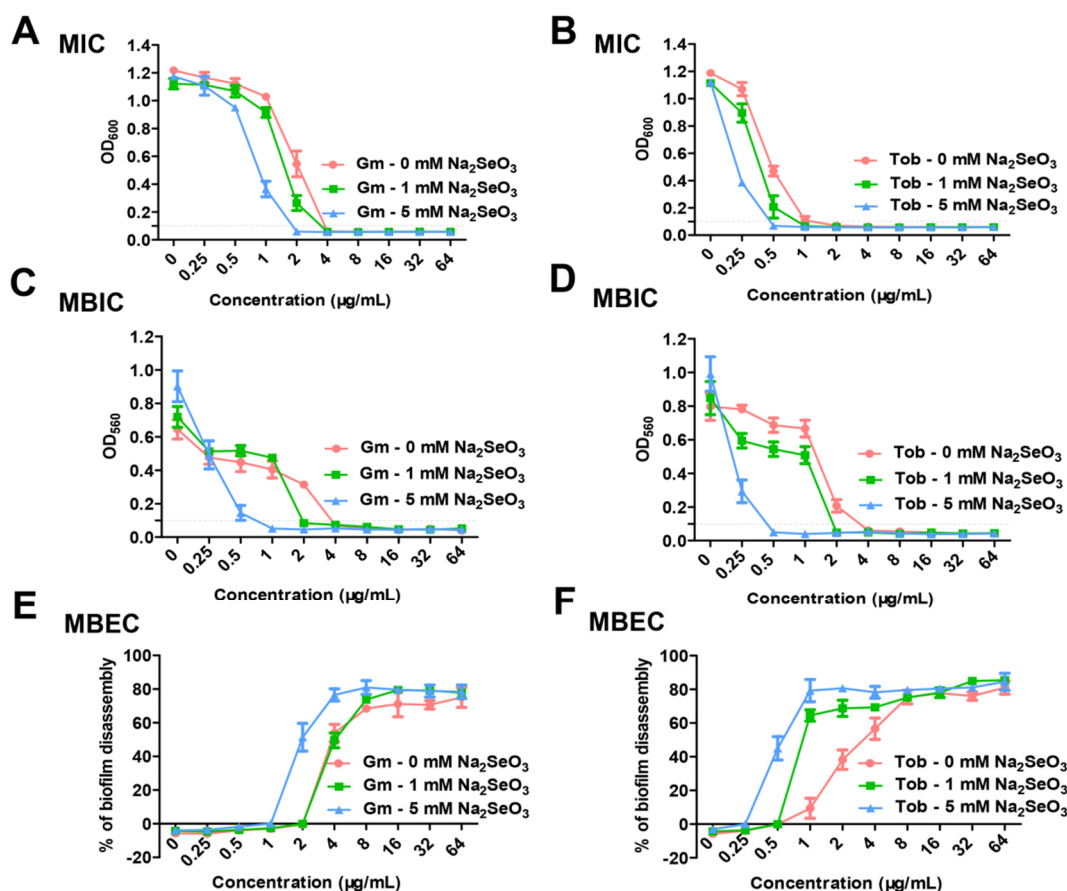 A MIC
1.4
1.2
1.0
0.8
0.6
0.4
0.2
0.0
OD600
Gm - 0 mM Na2SeO3
Gm - 1 mM Na2SeO3
Gm - 5 mM Na2SeO3
0 0.25 0.5 1 2 4 8 16 32 64
Concentration (µg/mL)
B MIC
1.4
1.2
1.0
0.8
0.6
0.4
0.2
0.0
OD600
Tob - 0 mM Na2SeO3
Tob - 1 mM Na2SeO3
Tob - 5 mM Na2SeO3
0 0.25 0.5 1 2 4 8 16 32 64
Concentration (µg/mL)
C MBIC
1.2
1.0
0.8
0.6
0.4
0.2
0.0
OD560
Gm - 0 mM Na2SeO3
Gm - 1 mM Na2SeO3
Gm - 5 mM Na2SeO3
0 0.25 0.5 1 2 4 8 16 32 64
Concentration (µg/mL)
D MBIC
1.2
1.0
0.8
0.6
0.4
0.2
0.0
OD560
Tob - 0 mM Na2SeO3
Tob - 1 mM Na2SeO3
Tob - 5 mM Na2SeO3
0 0.25 0.5 1 2 4 8 16 32 64
Concentration (µg/mL)
E MBEC
100
80
60
40
20
0
-20
% of biofilm disassembly
Gm - 0 mM Na2SeO3
Gm - 1 mM Na2SeO3
Gm - 5 mM Na2SeO3
0 0.25 0.5 1 2 4 8 16 32 64
Concentration (µg/mL)
F MBEC
100
80
60
40
20
0
-20
% of biofilm disassembly
Tob - 0 mM Na2SeO3
Tob - 1 mM Na2SeO3
Tob - 5 mM Na2SeO3
0 0.25 0.5 1 2 4 8 16 32 64
Concentration (µg/mL)